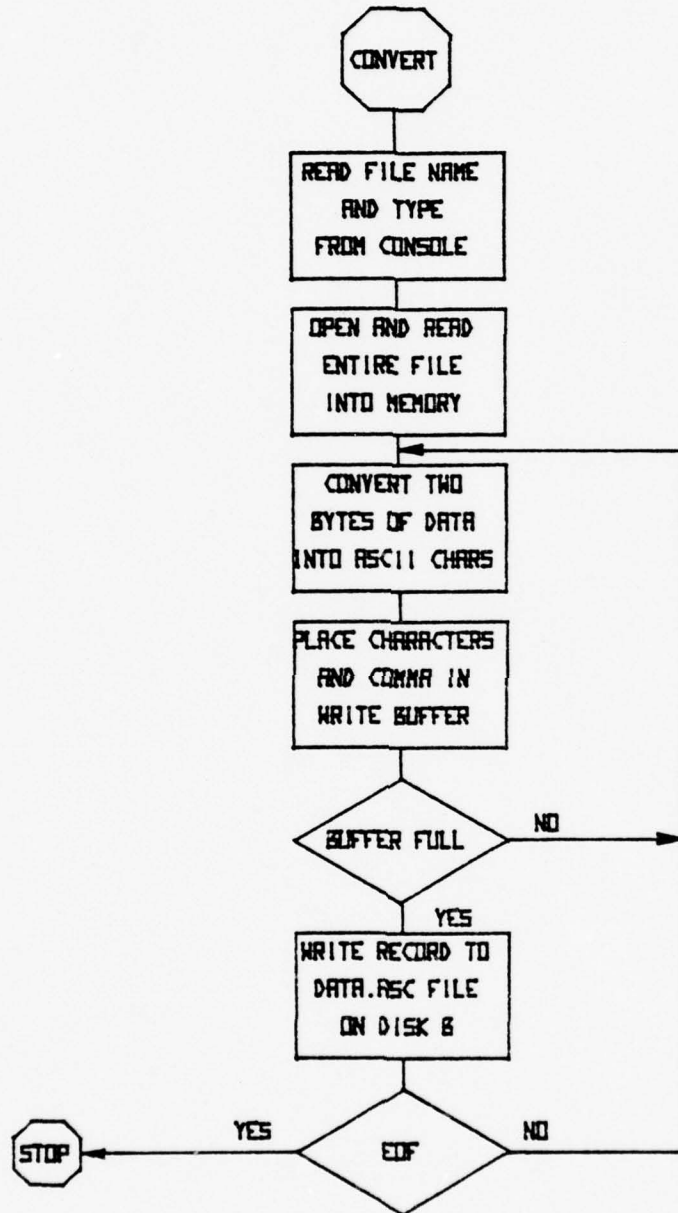 CONVERT
READ FILE NAME
AND TYPE
FROM CONSOLE
OPEN AND READ
ENTIRE FILE
INTO MEMORY
CONVERT TWO
BYTES OF DATA
INTO ASCII CHARS
PLACE CHARACTERS
AND COMMA IN
WRITE BUFFER
BUFFER FULL
NO
YES
WRITE RECORD TO
DATA.ASC FILE
ON DISK B
YES
EOF
NO
STOP